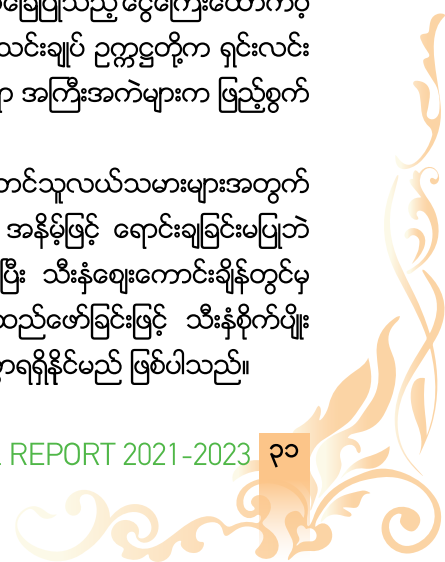 ခြေပြုသည့် ငွေကြေးထောက်ပံ့
သင်းချုပ် ဥက္ကဋ္ဌတို့က ရှင်းလင်း
အကြီးအကဲများက ဖြည့်စွက်
တောင်သူလယ်သမားများအတွက်
အနိမ့်ဖြင့် ရောင်းချခြင်းမပြုဘဲ
ပြီး သီးနှံဈေးကောင်းချိန်တွင်မှ
ထည်ဖော်ခြင်းဖြင့် သီးနှံစိုက်ပျိုး
ရရှိနိုင်မည် ဖြစ်ပါသည်။
REPORT 2021-2023 ၃၁